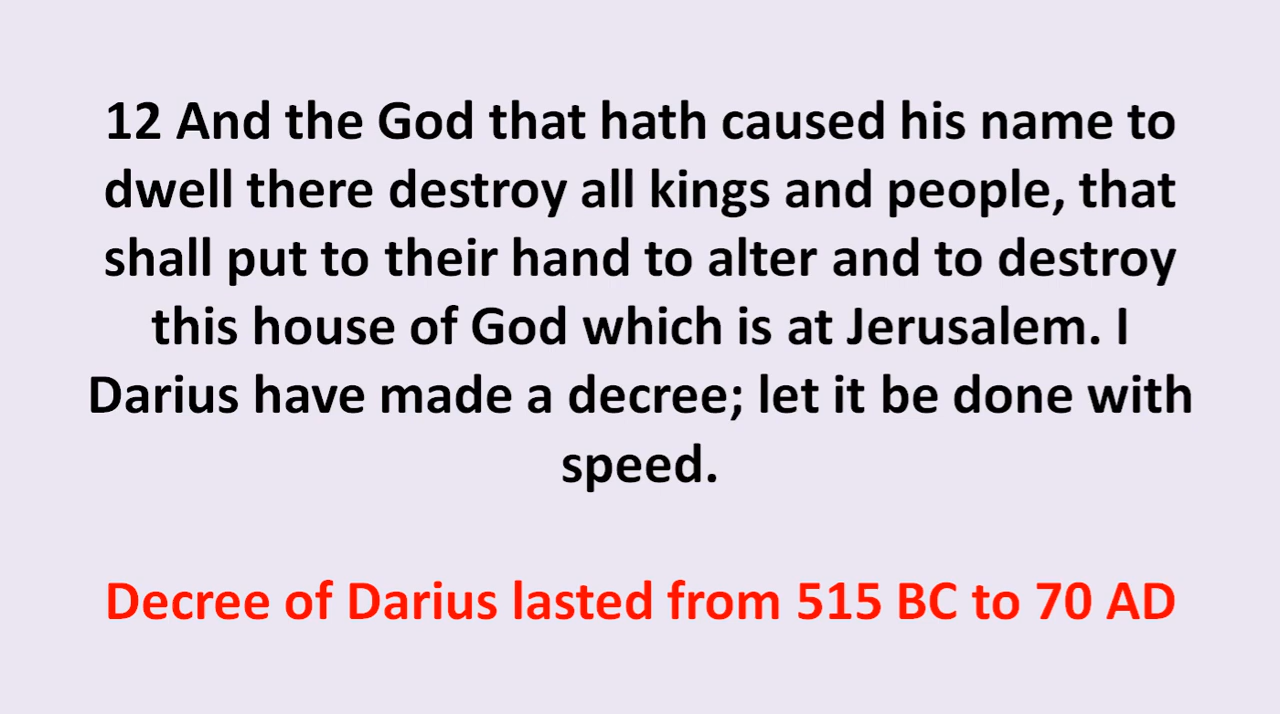 12 And the God that hath caused his name to
dwell there destroy all kings and people, that
shall put to their hand to alter and to destroy
this house of God which is at Jerusalem. I
Darius have made a decree; let it be done with
speed.
Decree of Darius lasted from 515 BC to 70 AD